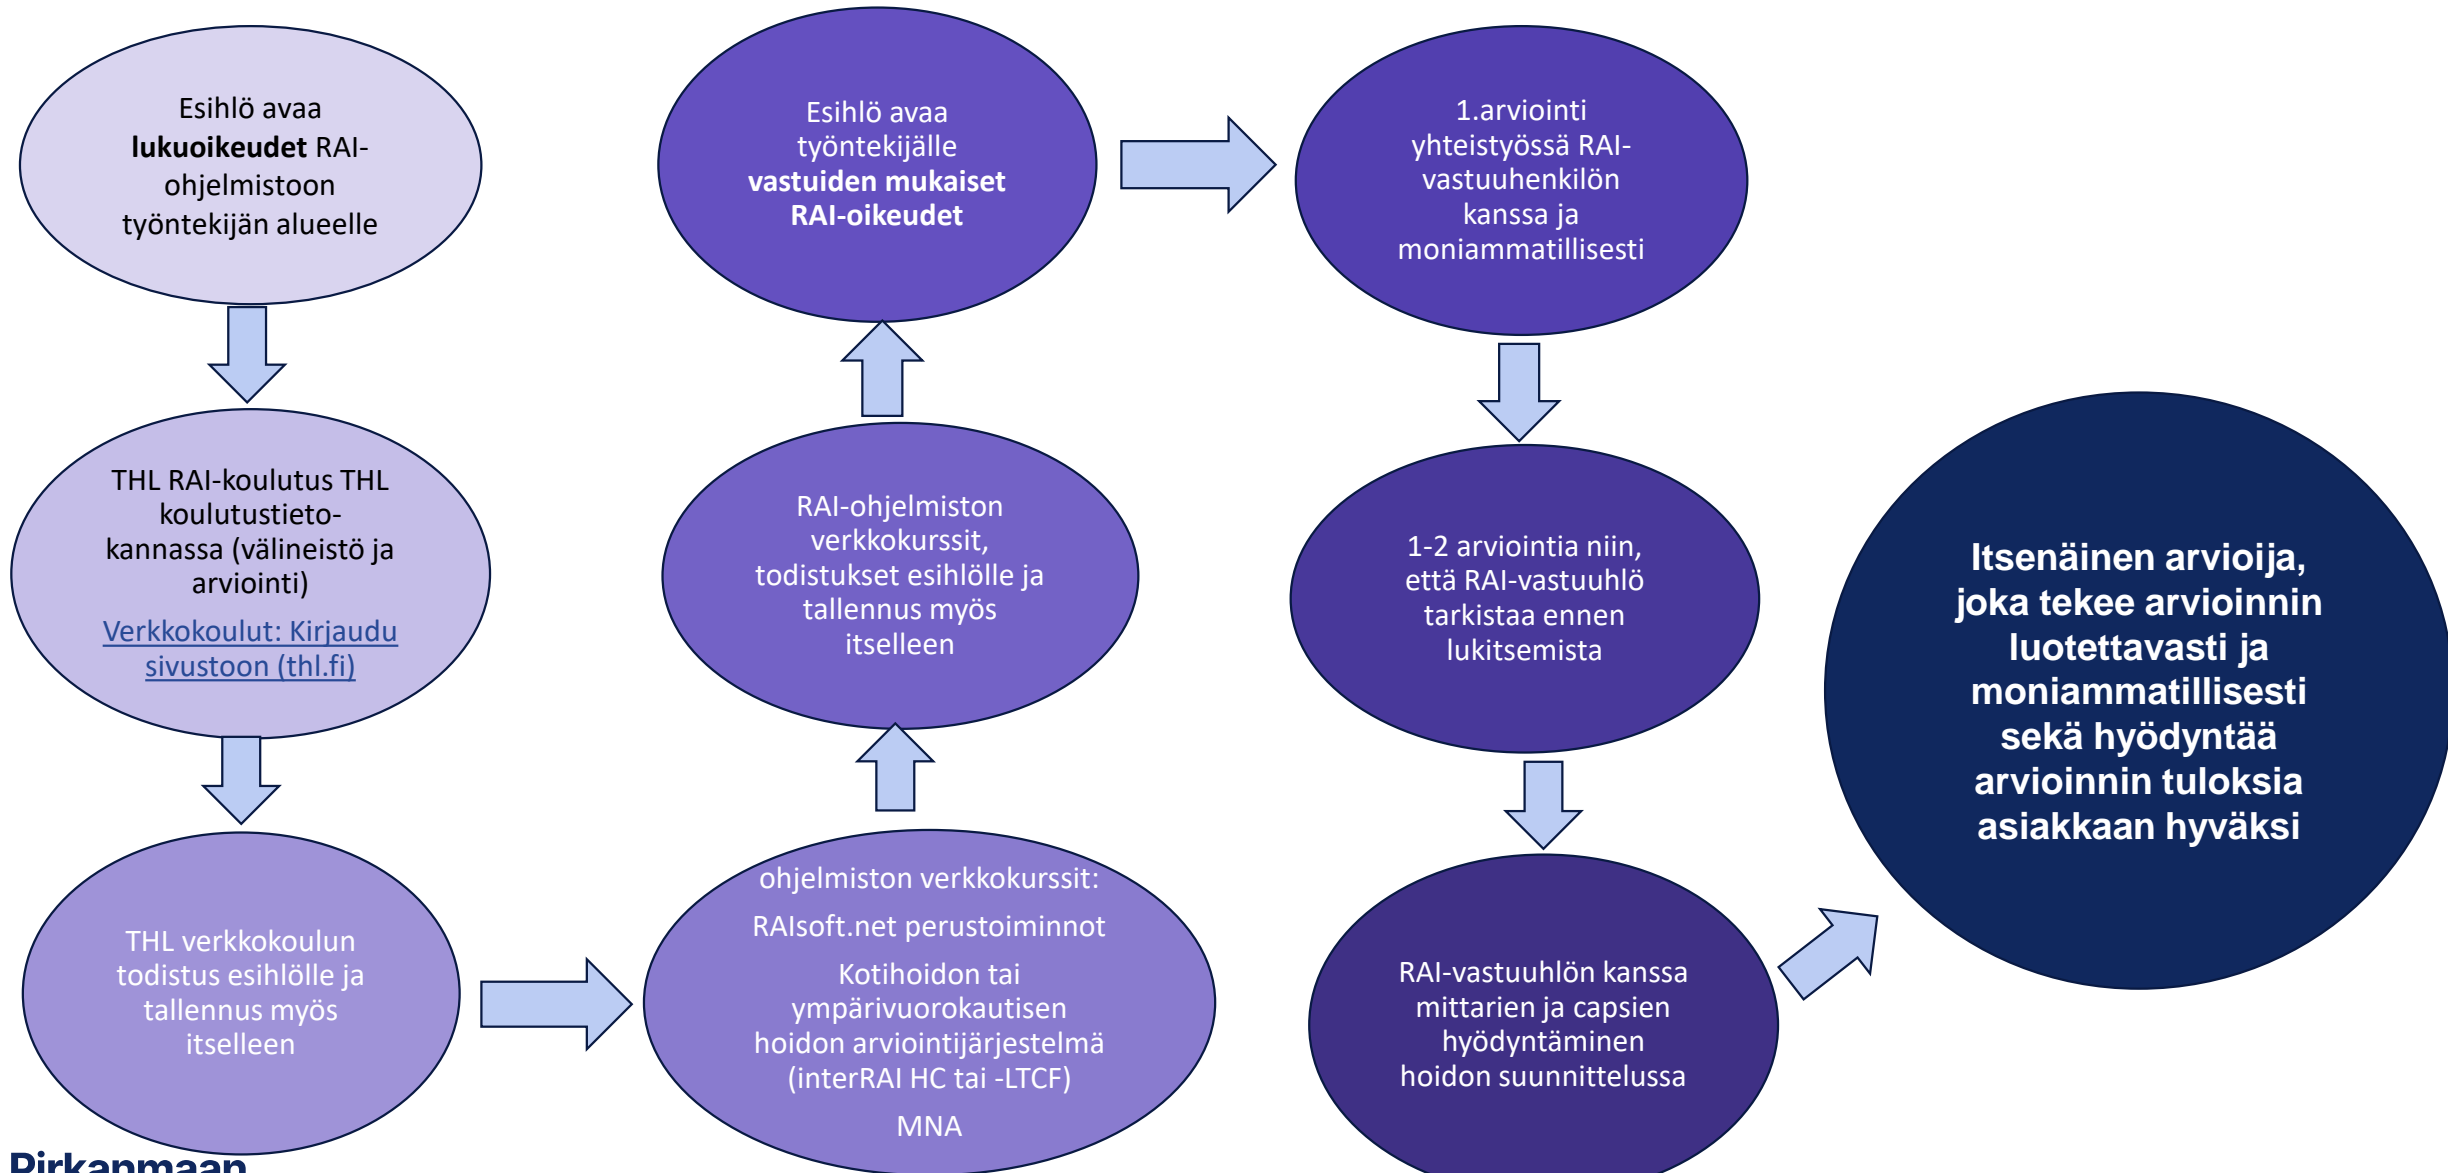 Esihlö avaa
lukuoikeudet RAI-
ohjelmistoon
työntekijän alueelle
THL RAI-koulutus THL
koulutustieto-
kannassa (välineistö ja
arviointi)
Verkkokoulut: Kirjaudu
sivustoon (thl.fi)
THL verkkokoulun
todistus esihlölle ja
tallennus myös
itselleen
ohjelmiston verkkokurssit:
RAIsoft.net perustoiminnot
Kotihoidon tai
ympärivuorokautisen
hoidon arviointijärjestelmä
(interRAI HC tai -LTCF)
MNA
RAI-ohjelmiston
verkkokurssit,
todistukset esihlölle ja
tallennus myös
itselleen
Esihlö avaa
työntekijälle
vastuiden mukaiset
RAI-oikeudet
1.arviointi
yhteistyössä RAI-
vastuuhenkilön
kanssa ja
moniammatillisesti
1-2 arviointia niin,
että RAI-vastuuhlö
tarkistaa ennen
lukitsemista
RAI-vastuuhlön kanssa
mittarien ja capsien
hyödyntäminen
hoidon suunnittelussa
Itsenäinen arvioija,
joka tekee arvioinnin
luotettavasti ja
moniammatillisesti
sekä hyödyntää
arvioinnin tuloksia
asiakkaan hyväksi
Pirkanmaan